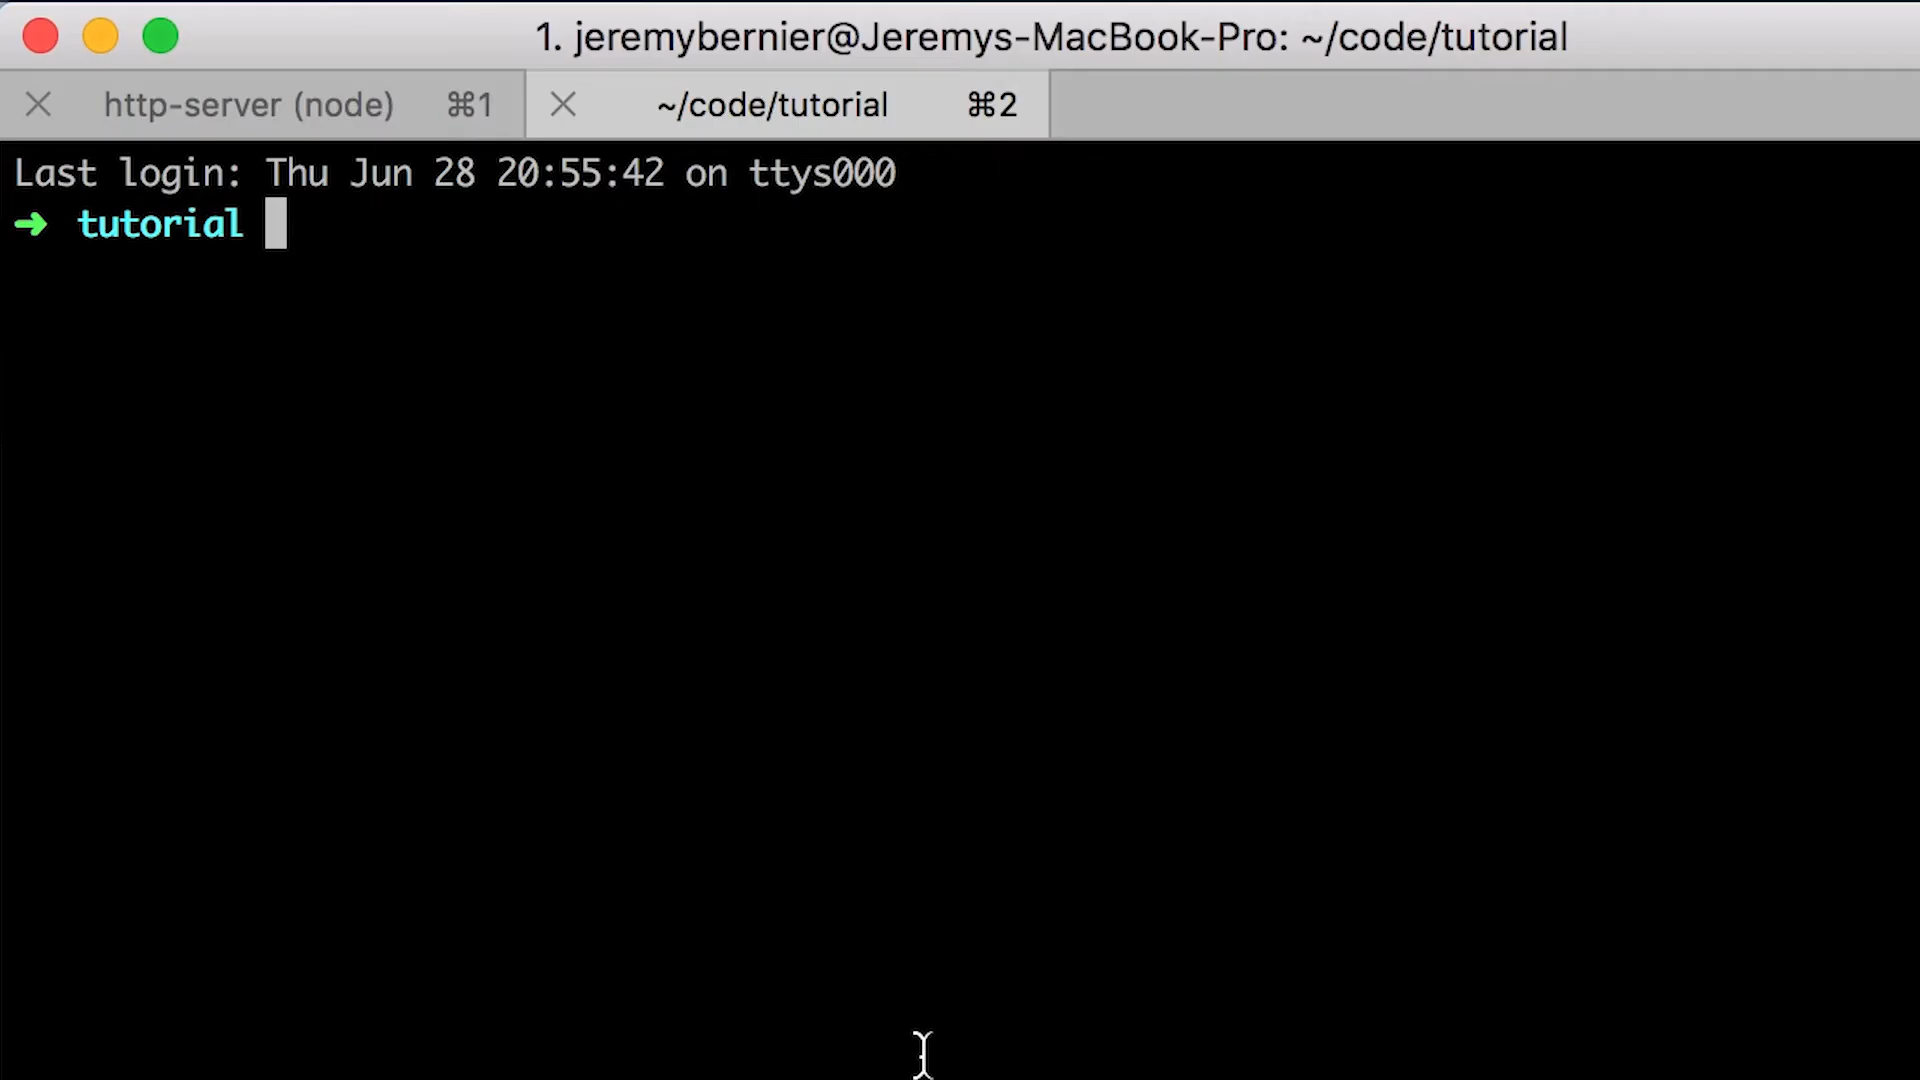 1. jeremybernier@Jeremys-MacBook-Pro: ~/code/tutorial
http-server (node) ⌘1 ~/code/tutorial ⌘2
Last login: Thu Jun 28 20:55:42 on ttys000
➜ tutorial